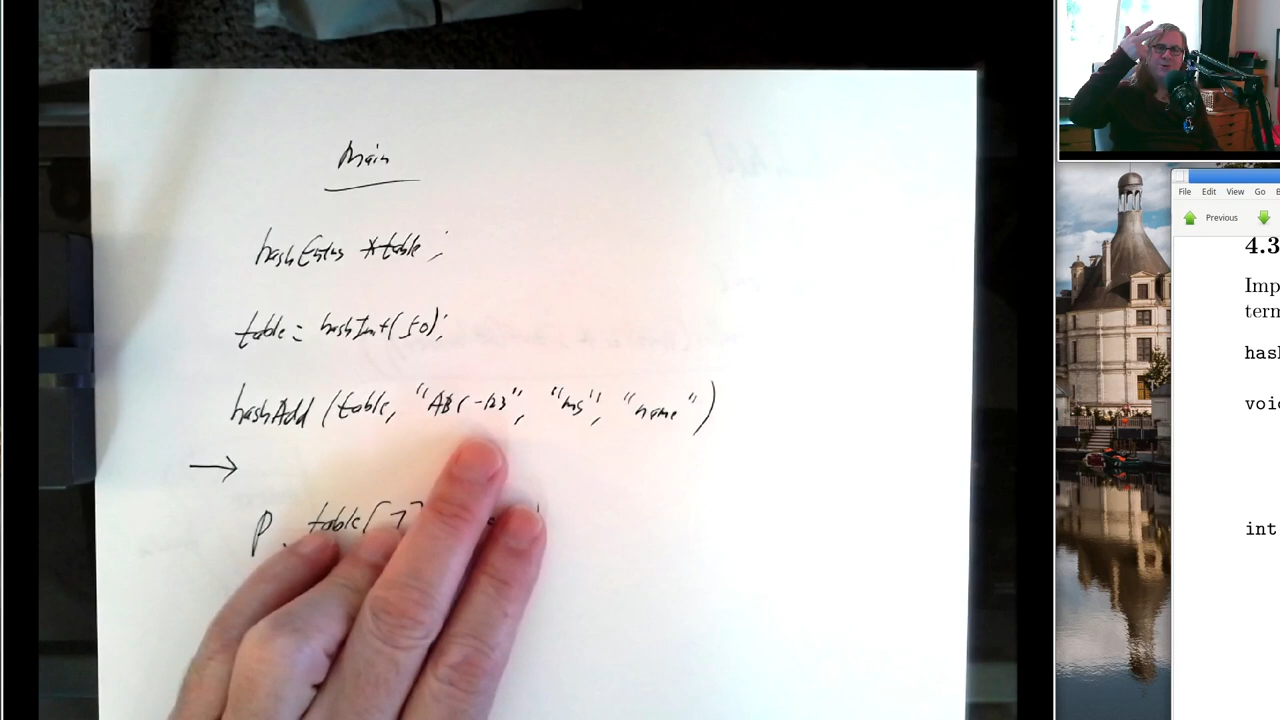 Main
hashEntry *table;
table = hashInit(50);
hashAdd (table, "ABC-123", "ms", "name")
→
P. table[7]
File Edit View Go B
Previous
4.3
Imp
term
hash
void
int